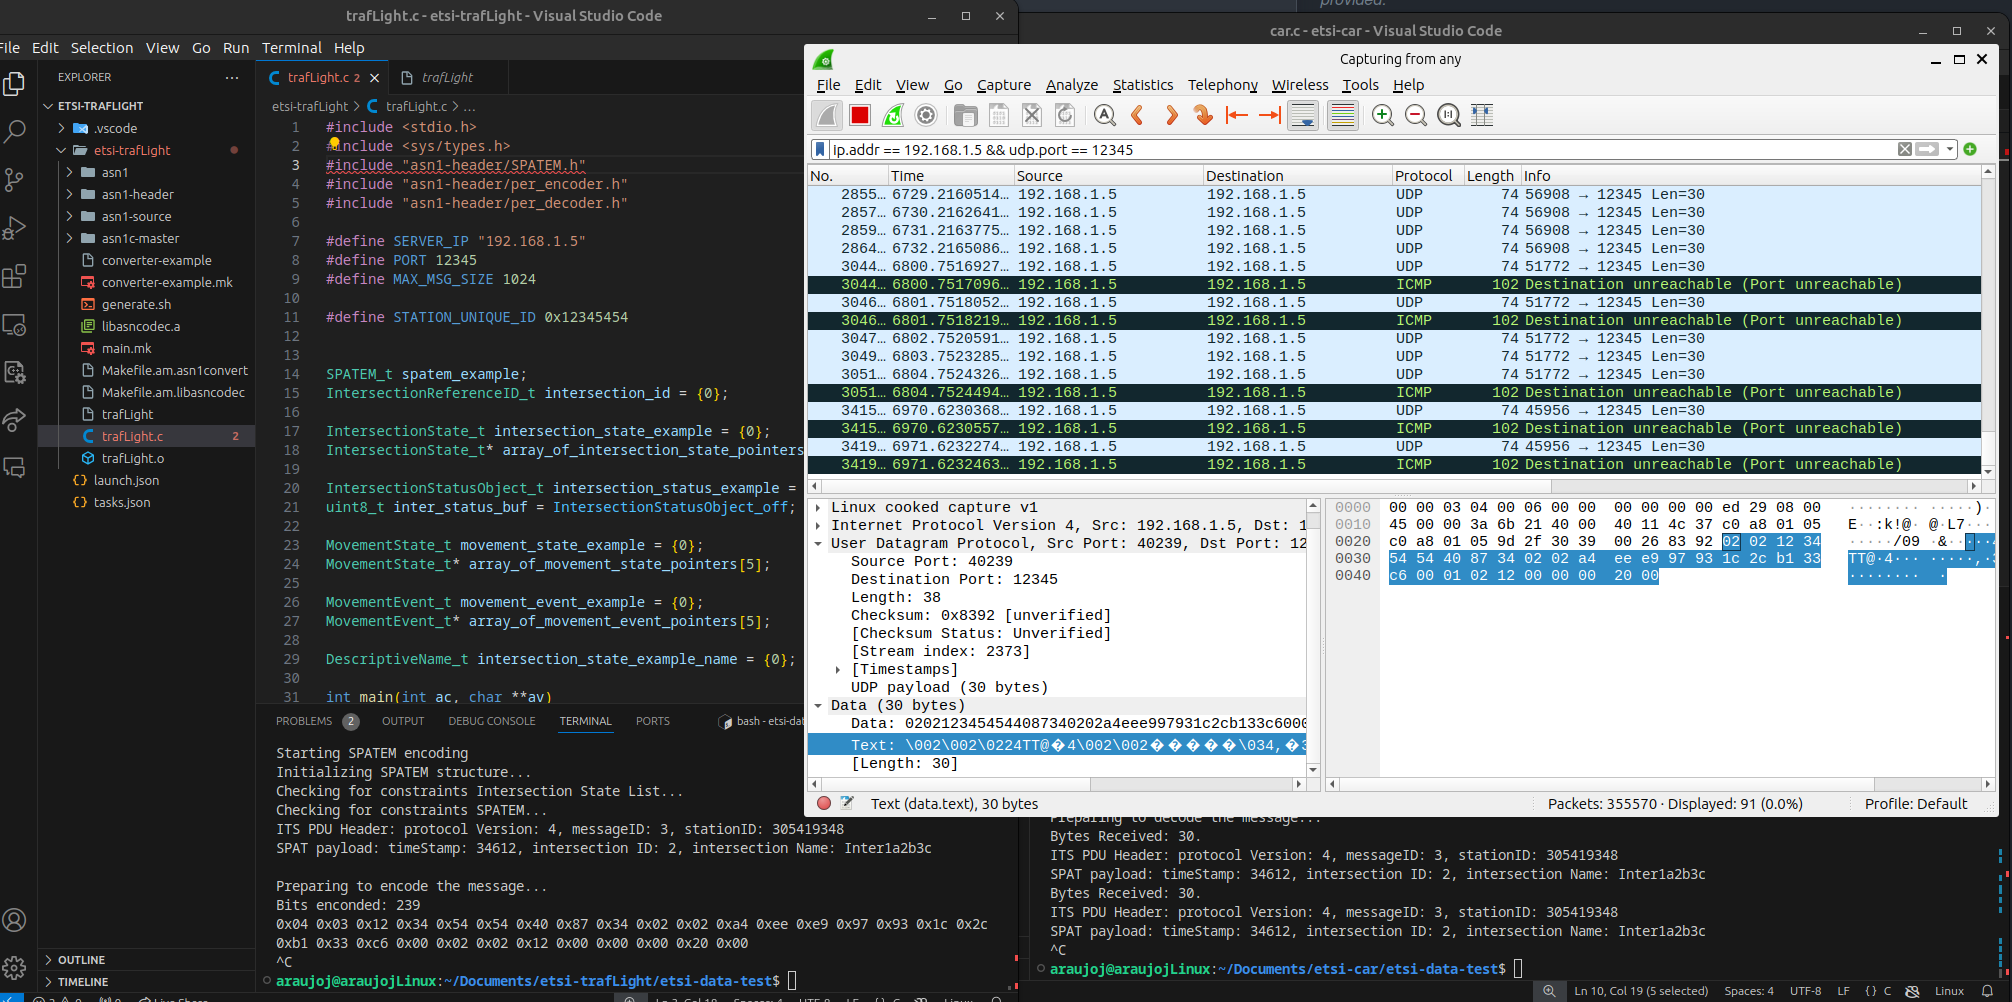 trafLight.c - etsi-trafLight - Visual Studio Code
File Edit Selection View Go Run Terminal Help
EXPLORER
ETSI-TRAFLIGHT
.vscode
etsi-trafLight
asn1
asn1-header
asn1-source
asn1c-master
converter-example
converter-example.mk
generate.sh
libasncodec.a
main.mk
Makefile.am.asn1convert
Makefile.am.libasncodec
trafLight
trafLight.c 2
trafLight.o
launch.json
tasks.json
OUTLINE
TIMELINE
trafLight.c 2
trafLight
etsi-trafLight > trafLight.c > ...
1 #include <stdio.h>
2 #include <sys/types.h>
3 #include "asn1-header/SPATEM.h"
4 #include "asn1-header/per_encoder.h"
5 #include "asn1-header/per_decoder.h"
6
7 #define SERVER_IP "192.168.1.5"
8 #define PORT 12345
9 #define MAX_MSG_SIZE 1024
10
11 #define STATION_UNIQUE_ID 0x12345454
12
13
14 SPATEM_t spatem_example;
15 IntersectionReferenceID_t intersection_id = {0};
16
17 IntersectionState_t intersection_state_example = {0};
18 IntersectionState_t* array_of_intersection_state_pointers
19
20 IntersectionStatusObject_t intersection_status_example =
21 uint8_t inter_status_buf = IntersectionStatusObject_off;
22
23 MovementState_t movement_state_example = {0};
24 MovementState_t* array_of_movement_state_pointers[5];
25
26 MovementEvent_t movement_event_example = {0};
27 MovementEvent_t* array_of_movement_event_pointers[5];
28
29 DescriptiveName_t intersection_state_example_name = {0};
30
31 int main(int ac, char **av)
PROBLEMS 2 OUTPUT DEBUG CONSOLE TERMINAL PORTS bash - etsi-dat
Starting SPATEM encoding
Initializing SPATEM structure...
Checking for constraints Intersection State List...
Checking for constraints SPATEM...
ITS PDU Header: protocol Version: 4, messageID: 3, stationID: 305419348
SPAT payload: timeStamp: 34612, intersection ID: 2, intersection Name: Inter1a2b3c
Preparing to encode the message...
Bits enconded: 239
0x04 0x03 0x12 0x34 0x54 0x54 0x40 0x87 0x34 0x02 0x02 0xa4 0xee 0xe9 0x97 0x93 0x1c 0x2c
0xb1 0x33 0xc6 0x00 0x02 0x02 0x12 0x00 0x00 0x00 0x20 0x00
^C
araujoj@araujojLinux:~/Documents/etsi-trafLight/etsi-data-test$
provided.
car.c - etsi-car - Visual Studio Code
Capturing from any
File Edit View Go Capture Analyze Statistics Telephony Wireless Tools Help
ip.addr == 192.168.1.5 && udp.port == 12345
No. Time Source Destination Protocol Length Info
2855… 6729.2160514… 192.168.1.5 192.168.1.5 UDP 74 56908 → 12345 Len=30
2857… 6730.2162641… 192.168.1.5 192.168.1.5 UDP 74 56908 → 12345 Len=30
2859… 6731.2163775… 192.168.1.5 192.168.1.5 UDP 74 56908 → 12345 Len=30
2864… 6732.2165086… 192.168.1.5 192.168.1.5 UDP 74 56908 → 12345 Len=30
3044… 6800.7516927… 192.168.1.5 192.168.1.5 UDP 74 51772 → 12345 Len=30
3044… 6800.7517096… 192.168.1.5 192.168.1.5 ICMP 102 Destination unreachable (Port unreachable)
3046… 6801.7518052… 192.168.1.5 192.168.1.5 UDP 74 51772 → 12345 Len=30
3046… 6801.7518219… 192.168.1.5 192.168.1.5 ICMP 102 Destination unreachable (Port unreachable)
3047… 6802.7520591… 192.168.1.5 192.168.1.5 UDP 74 51772 → 12345 Len=30
3049… 6803.7523285… 192.168.1.5 192.168.1.5 UDP 74 51772 → 12345 Len=30
3051… 6804.7524326… 192.168.1.5 192.168.1.5 UDP 74 51772 → 12345 Len=30
3051… 6804.7524494… 192.168.1.5 192.168.1.5 ICMP 102 Destination unreachable (Port unreachable)
3415… 6970.6230368… 192.168.1.5 192.168.1.5 UDP 74 45956 → 12345 Len=30
3415… 6970.6230557… 192.168.1.5 192.168.1.5 ICMP 102 Destination unreachable (Port unreachable)
3419… 6971.6232274… 192.168.1.5 192.168.1.5 UDP 74 45956 → 12345 Len=30
3419… 6971.6232463… 192.168.1.5 192.168.1.5 ICMP 102 Destination unreachable (Port unreachable)
Linux cooked capture v1
Internet Protocol Version 4, Src: 192.168.1.5, Dst: 1
User Datagram Protocol, Src Port: 40239, Dst Port: 12
Source Port: 40239
Destination Port: 12345
Length: 38
Checksum: 0x8392 [unverified]
[Checksum Status: Unverified]
[Stream index: 2373]
[Timestamps]
UDP payload (30 bytes)
Data (30 bytes)
Data: 0202123454544087340202a4eee997931c2cb133c6000
Text: \002\002\0224TT@�4\002\002�����\034,�3
[Length: 30]
0000 00 00 03 04 00 06 00 00 00 00 00 00 ed 29 08 00 ········ ·····)··
0010 45 00 00 3a 6b 21 40 00 40 11 4c 37 c0 a8 01 05 E··:k!@· @·L7····
0020 c0 a8 01 05 9d 2f 30 39 00 26 83 92 02 02 12 34 ·····/09 ·&·····4
0030 54 54 40 87 34 02 02 a4 ee e9 97 93 1c 2c b1 33 TT@·4··· ·····,·3
0040 c6 00 01 02 12 00 00 00 20 00 ········ ·
Text (data.text), 30 bytes Packets: 355570 · Displayed: 91 (0.0%) Profile: Default
Preparing to decode the message...
Bytes Received: 30.
ITS PDU Header: protocol Version: 4, messageID: 3, stationID: 305419348
SPAT payload: timeStamp: 34612, intersection ID: 2, intersection Name: Inter1a2b3c
Bytes Received: 30.
ITS PDU Header: protocol Version: 4, messageID: 3, stationID: 305419348
SPAT payload: timeStamp: 34612, intersection ID: 2, intersection Name: Inter1a2b3c
^C
araujoj@araujojLinux:~/Documents/etsi-car/etsi-data-test$
Ln 10, Col 19 (5 selected) Spaces: 4 UTF-8 LF {} C Linux